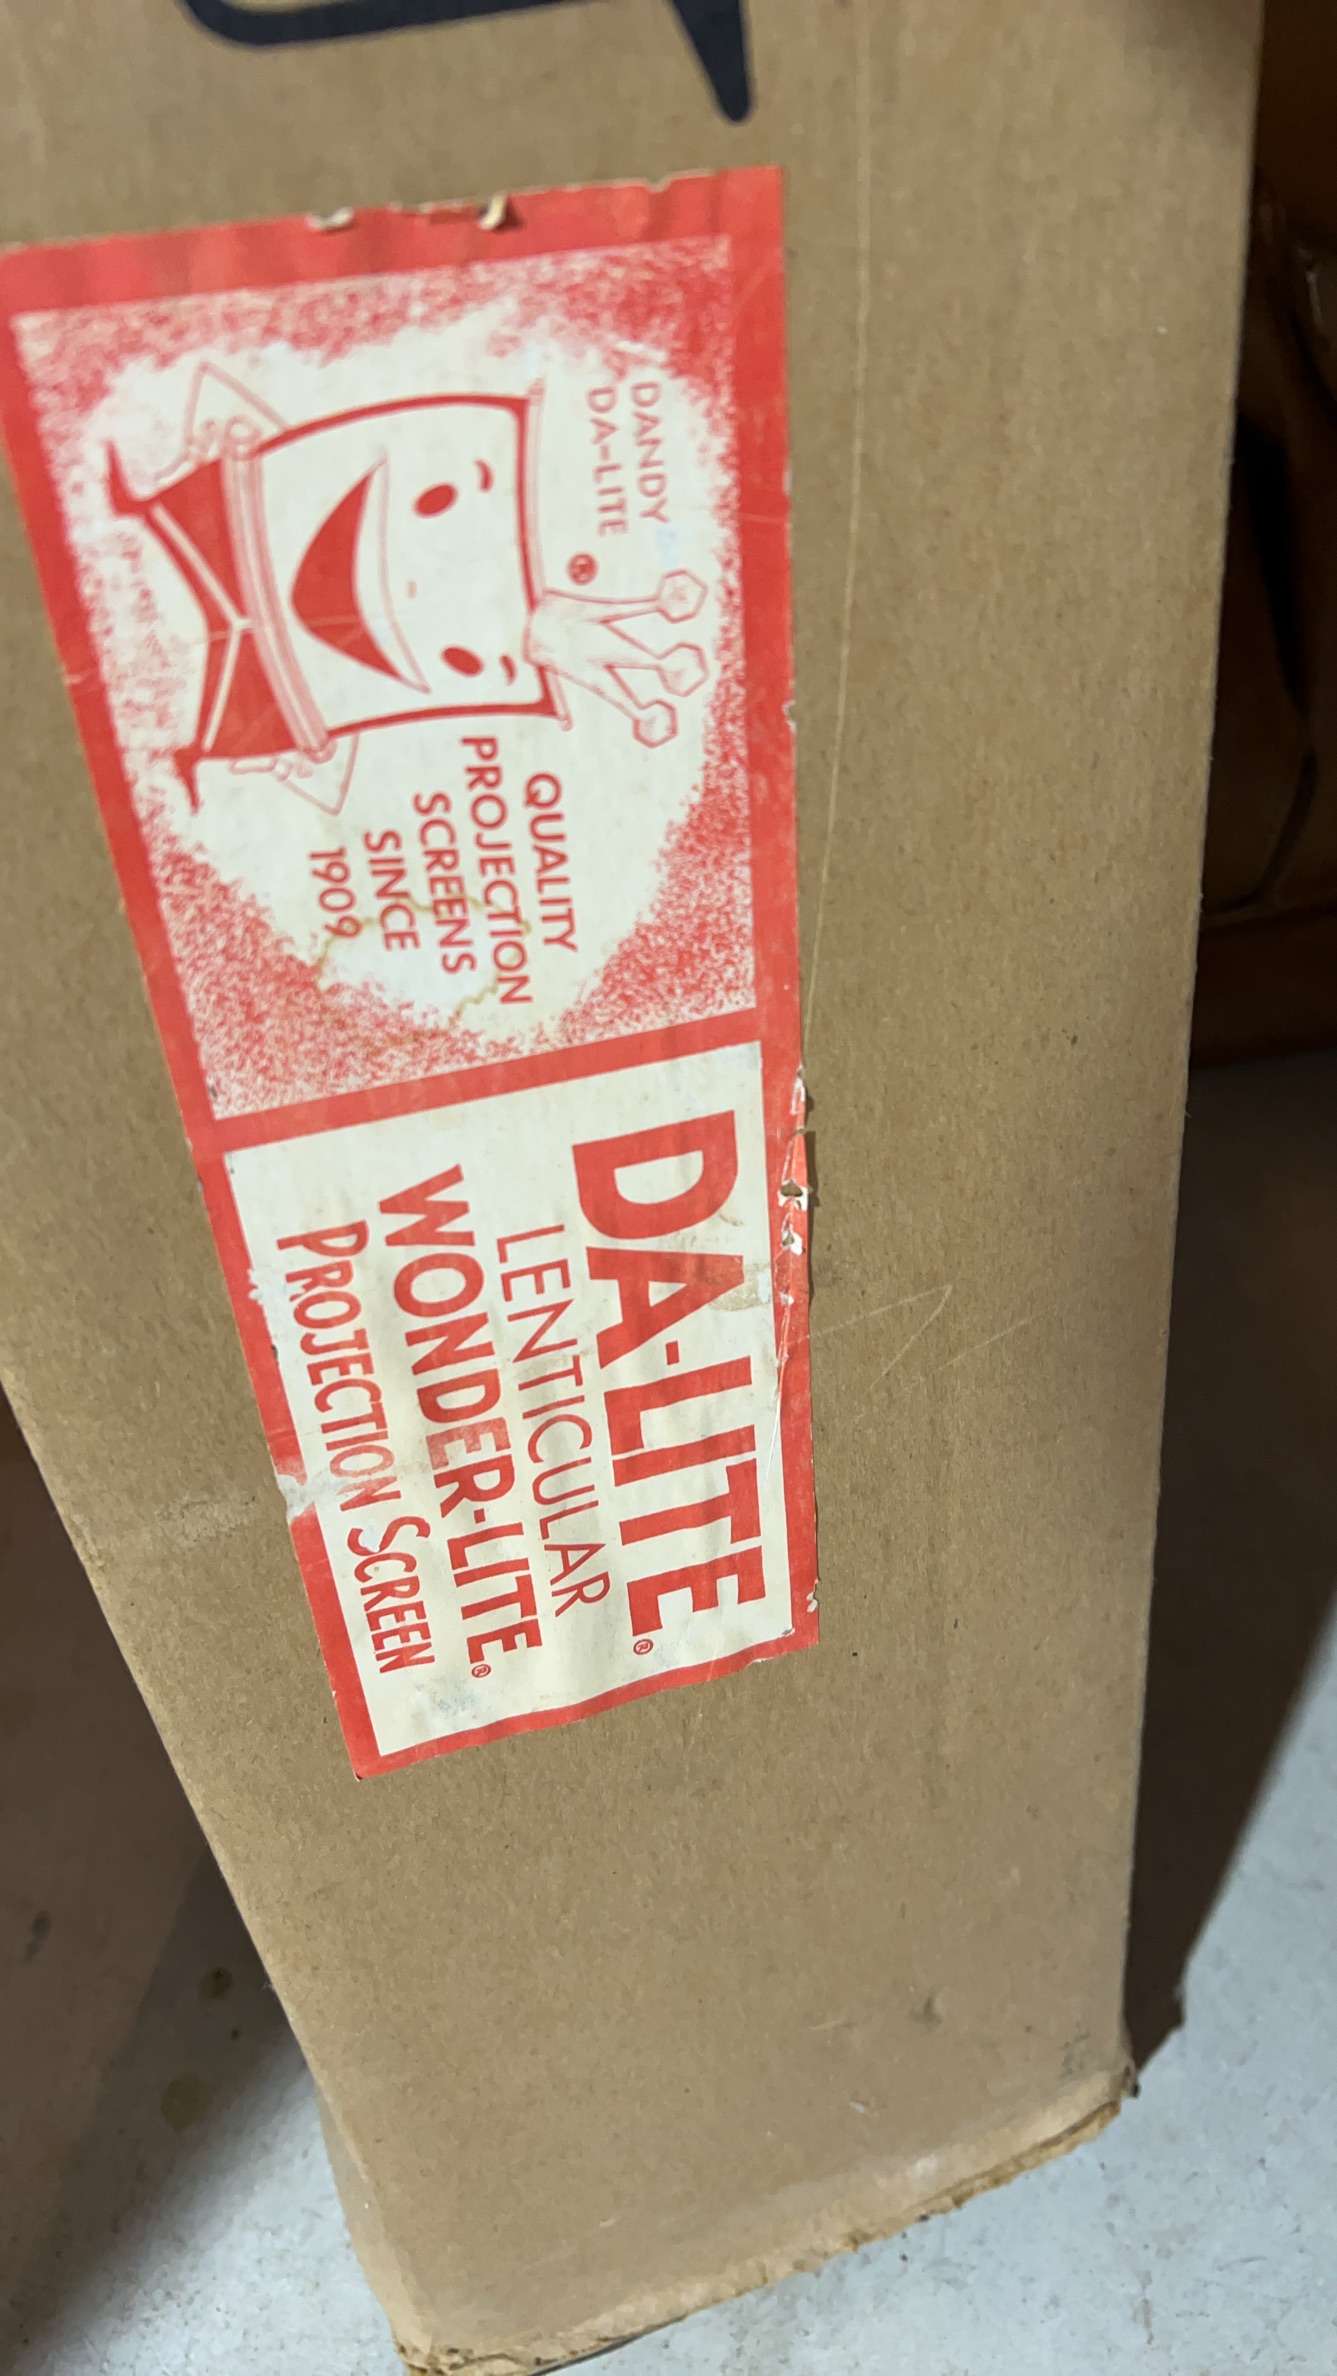 DANDY
DA-LITE
®
QUALITY
PROJECTION
SCREENS
SINCE
1909
DA-LITE®
LENTICULAR
WONDER-LITE®
PROJECTION SCREEN